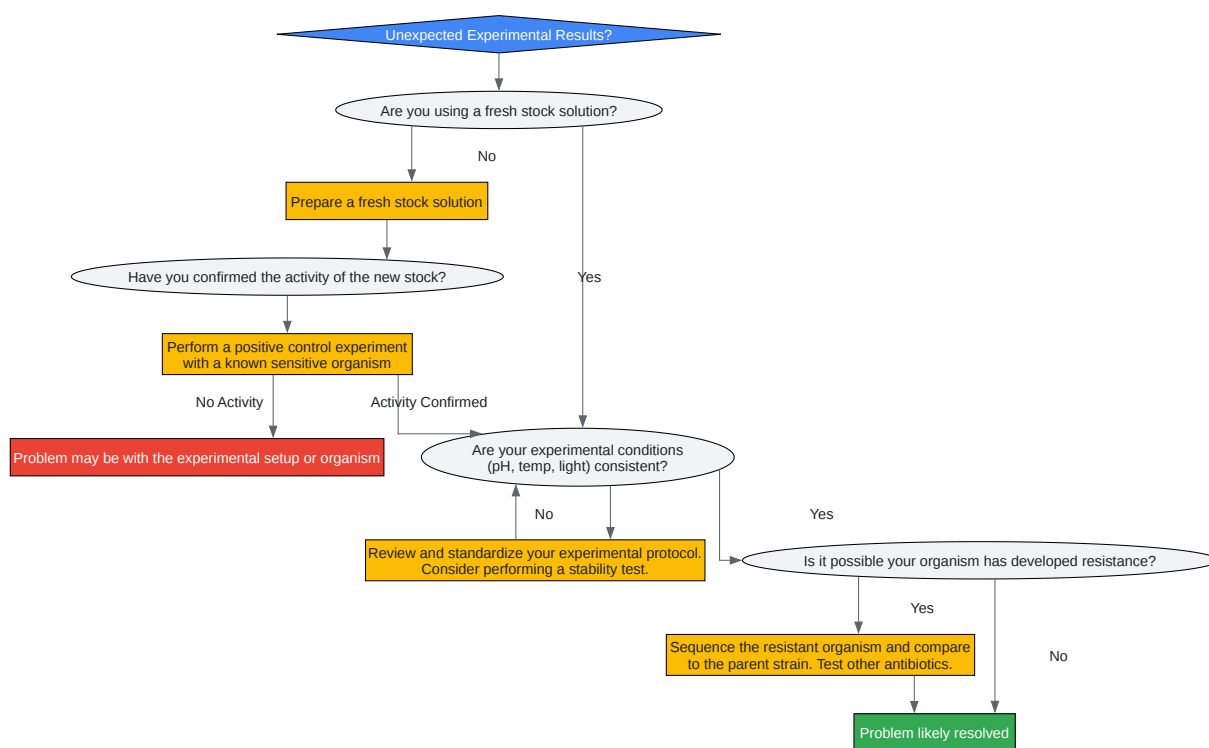 Unexpected Experimental Results?
Are you using a fresh stock solution?
No
Prepare a fresh stock solution
Have you confirmed the activity of the new stock?
Yes
Perform a positive control experiment
with a known sensitive organism
No Activity
Activity Confirmed
Problem may be with the experimental setup or organism
Are your experimental conditions
(pH, temp, light) consistent?
No
Yes
Review and standardize your experimental protocol.
Consider performing a stability test.
Is it possible your organism has developed resistance?
Yes
Sequence the resistant organism and compare
to the parent strain. Test other antibiotics.
No
Problem likely resolved